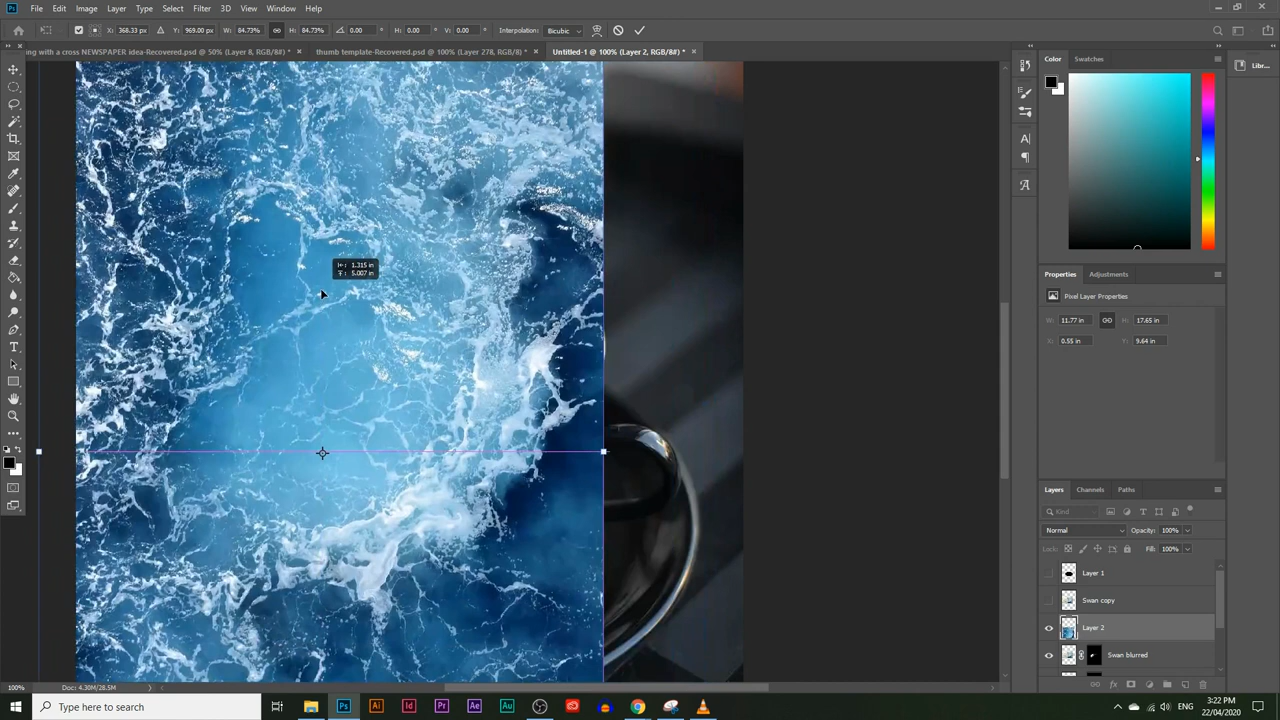 File Edit Image Layer Type Select Filter 3D View Window Help
X: 368.33 px Y: 969.00 px W: 84.73% H: 84.73% 0.00 ° H: 0.00 ° V: 0.00 ° Interpolation: Bicubic
ing with a cross NEWSPAPER idea-Recovered.psd @ 50% (Layer 8, RGB/8#) * × thumb template-Recovered.psd @ 100% (Layer 278, RGB/8) * × Untitled-1 @ 100% (Layer 2, RGB/8#) * ×
Color Swatches
Libr...
1.315 in
5.007 in
Properties Adjustments
Pixel Layer Properties
W: 11.77 in H: 17.65 in
X: 0.55 in Y: 9.64 in
Layers Channels Paths
Kind
Normal Opacity: 100%
Lock: Fill: 100%
Layer 1
Swan copy
Layer 2
Swan blurred
100% Doc: 4.30M/28.5M
Type here to search
ENG
3:22 PM
22/04/2020